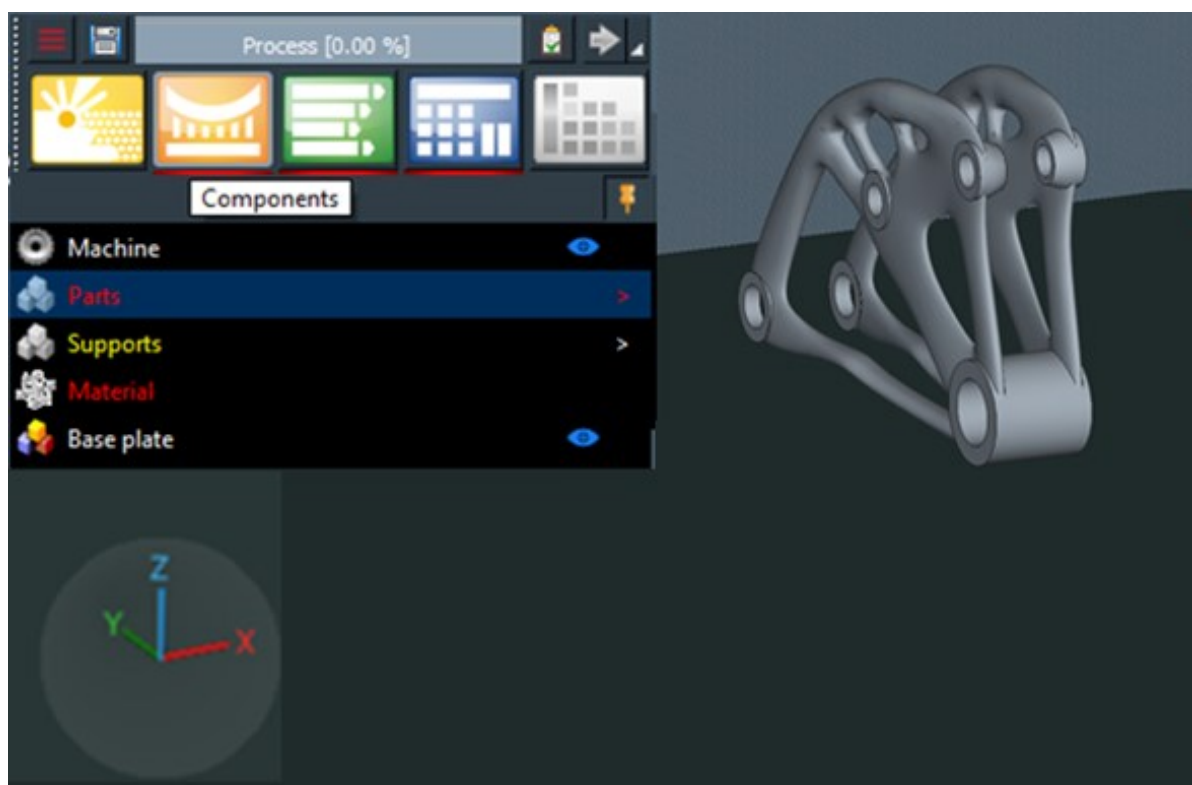 Process [0.00 %]
Components
Machine
Parts
>
Supports
>
Material
Base plate
Z
Y
X